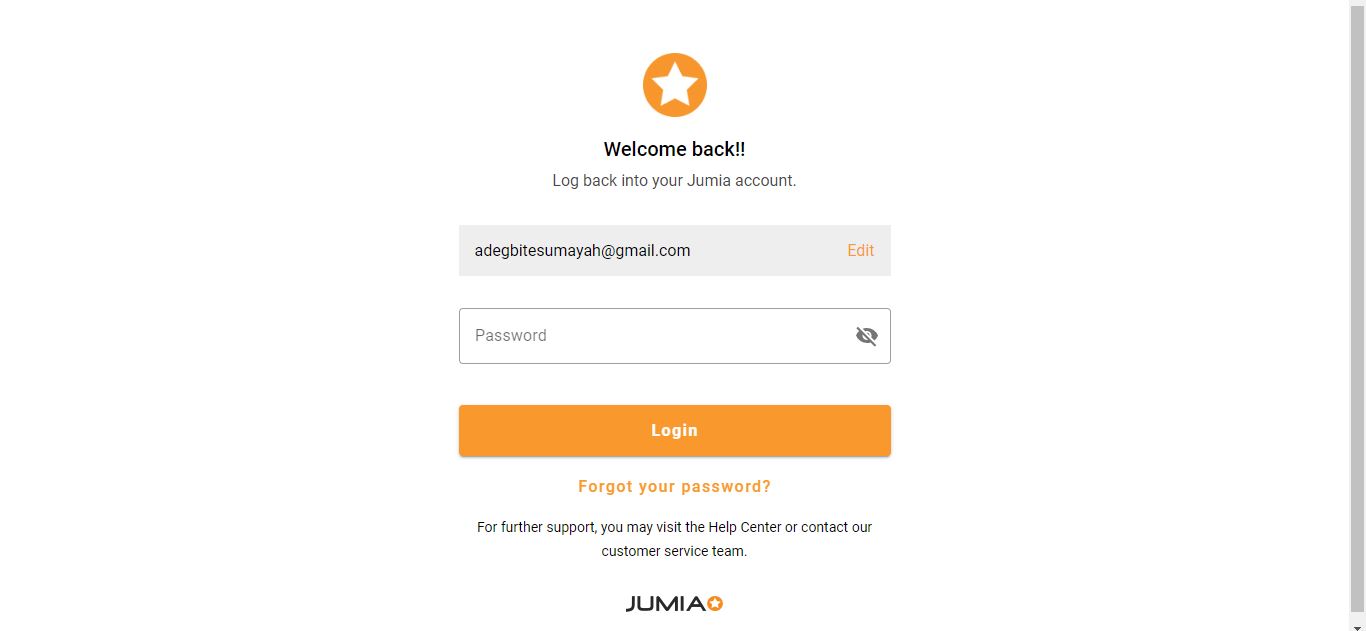 Welcome back!!
Log back into your Jumia account.
adegbitesumayah@gmail.com Edit
Password
Login
Forgot your password?
For further support, you may visit the Help Center or contact our
customer service team.
JUMIA